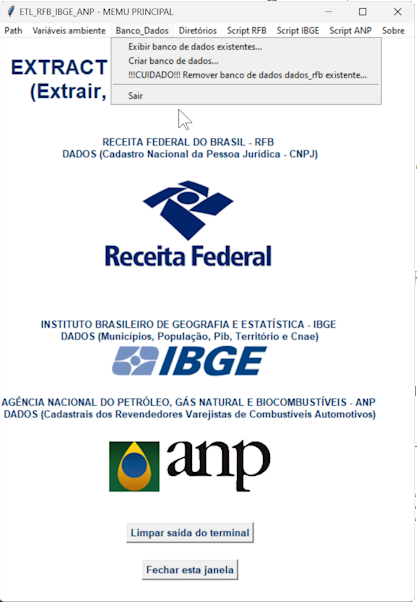 ETL_RFB_IBGE_ANP - MEMU PRINCIPAL
Path Variáveis ambiente Banco_Dados Diretórios Script RFB Script IBGE Script ANP Sobre
Exibir banco de dados existentes...
Criar banco de dados...
!!!CUIDADO!!! Remover banco de dados dados_rfb existente...
Sair
EXTRACT
(Extrair,
RECEITA FEDERAL DO BRASIL - RFB
DADOS (Cadastro Nacional da Pessoa Jurídica - CNPJ)
Receita Federal
INSTITUTO BRASILEIRO DE GEOGRAFIA E ESTATÍSTICA - IBGE
DADOS (Municípios, População, Pib, Território e Cnae)
IBGE
AGÊNCIA NACIONAL DO PETRÓLEO, GÁS NATURAL E BIOCOMBUSTÍVEIS - ANP
DADOS (Cadastrais dos Revendedores Varejistas de Combustíveis Automotivos)
anp
Limpar saída do terminal
Fechar esta janela